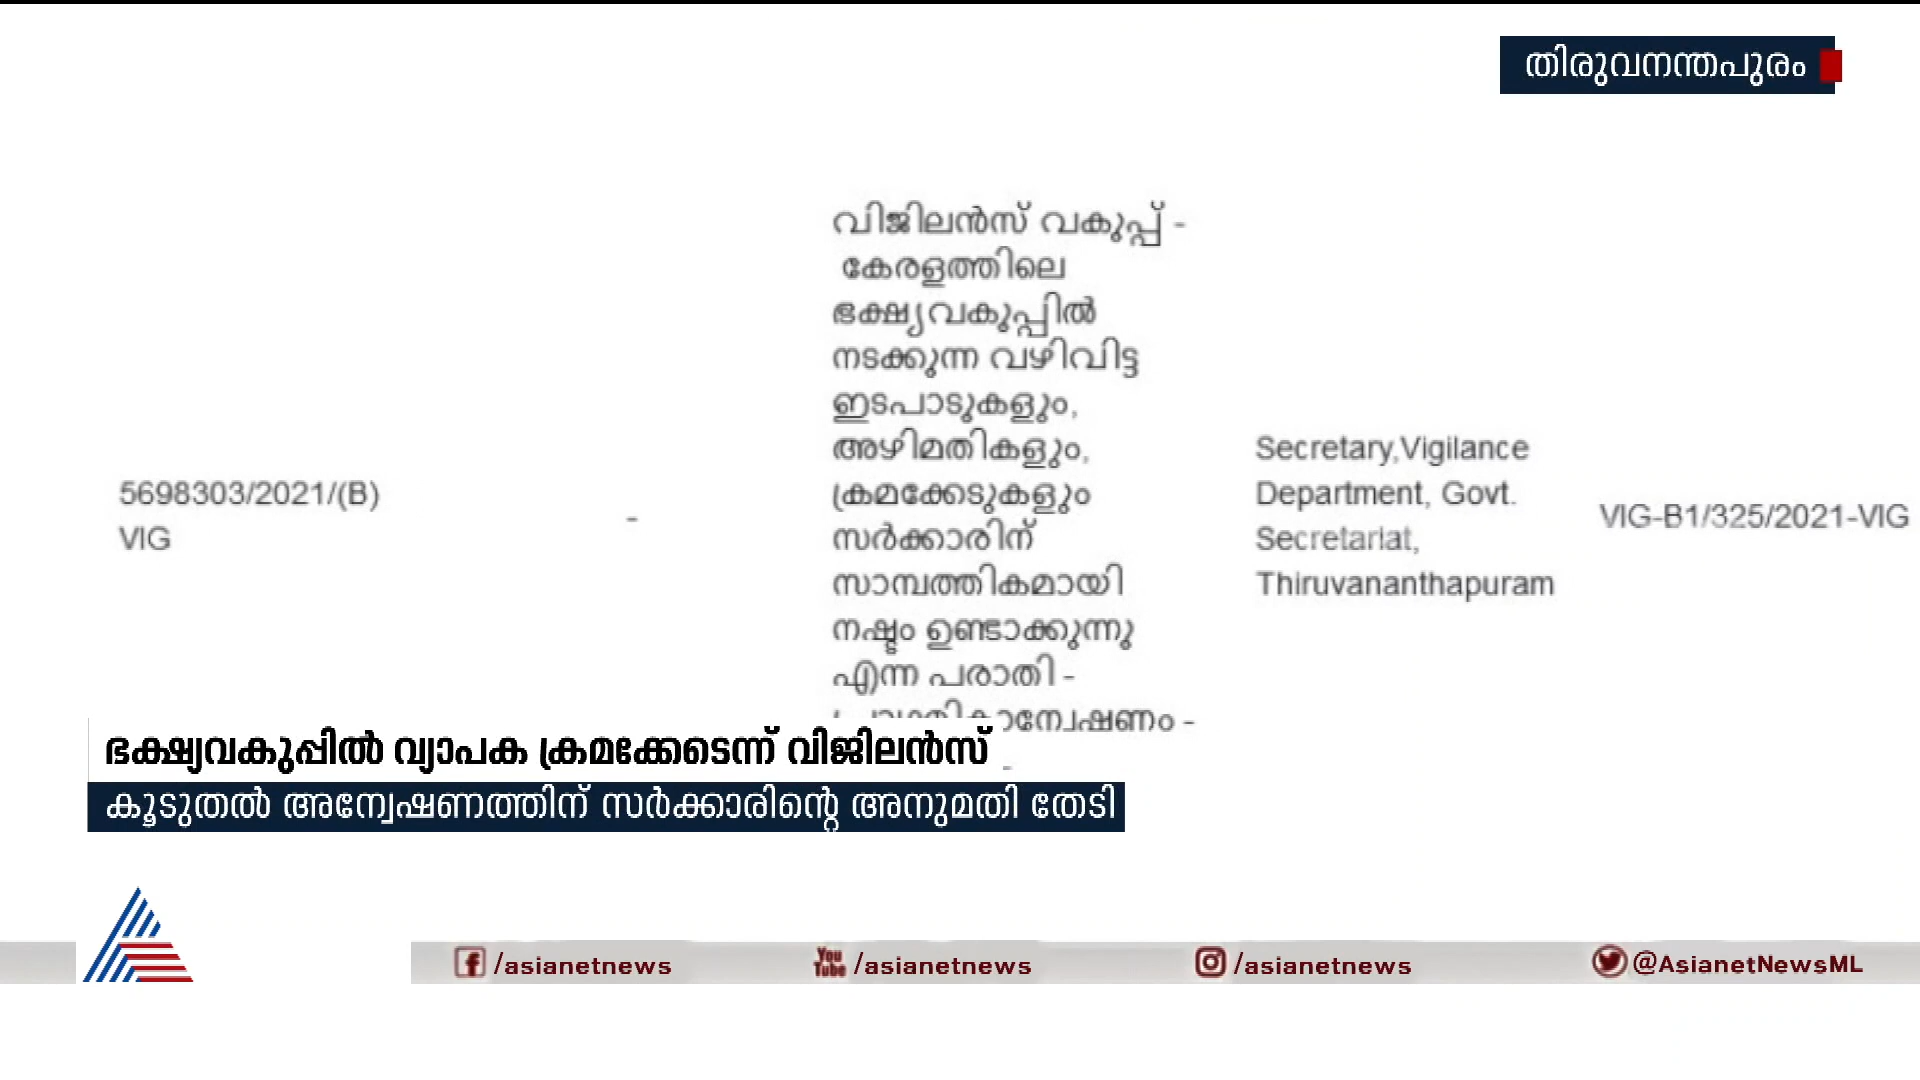 തിരുവനന്തപുരം
വിജിലൻസ് വകുപ്പ് -
കേരളത്തിലെ
ഭക്ഷ്യവകുപ്പിൽ
നടക്കുന്ന വഴിവിട്ട
ഇടപാടുകളും,
അഴിമതികളും,
ക്രമക്കേടുകളും
സർക്കാരിന്
സാമ്പത്തികമായി
നഷ്ടം ഉണ്ടാക്കുന്നു
എന്ന പരാതി -
5698303/2021/(B)
VIG
-
Secretary,Vigilance
Department, Govt.
Secretariat,
Thiruvananthapuram
VIG-B1/325/2021-VIG
ഭക്ഷ്യവകുപ്പിൽ വ്യാപക ക്രമക്കേടെന്ന് വിജിലൻസ്
കൂടുതൽ അന്വേഷണത്തിന് സർക്കാരിന്റെ അനുമതി തേടി
/asianetnews
You Tube /asianetnews
/asianetnews
@AsianetNewsML